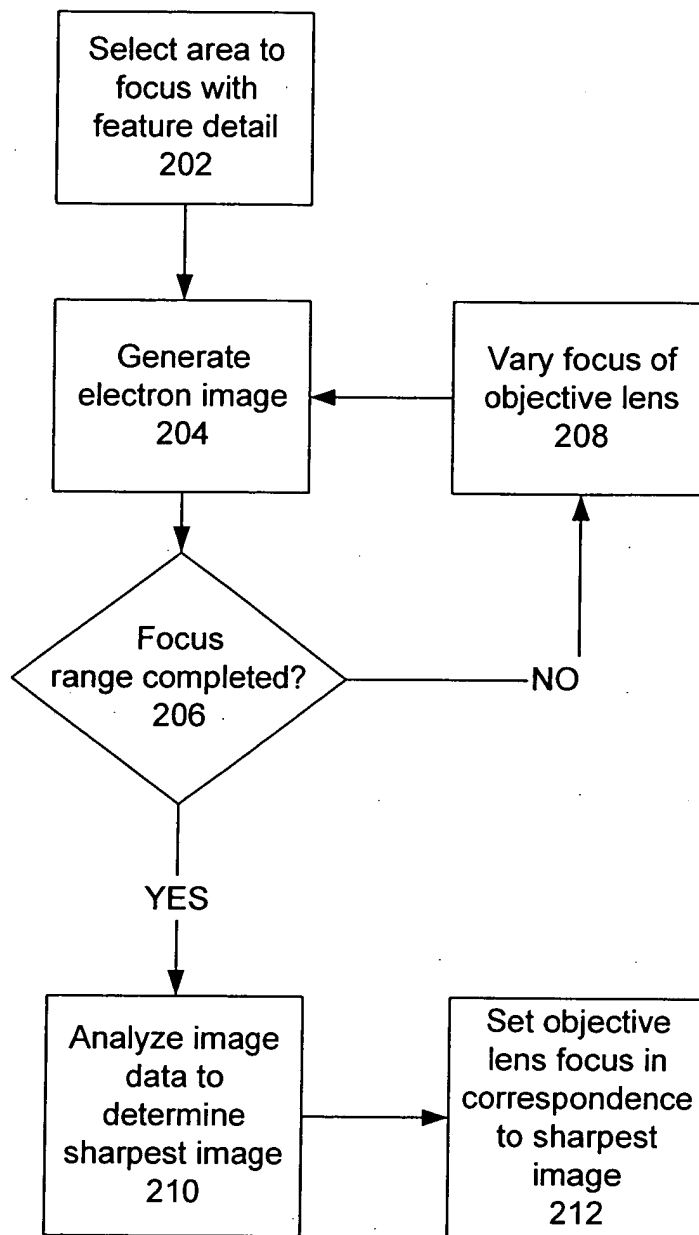 Select area to
focus with
feature detail
202
Generate
electron image
204
Vary focus of
objective lens
208
Focus
range completed?
206
NO
YES
Analyze image
data to
determine
sharpest image
210
Set objective
lens focus in
correspondence
to sharpest
image
212